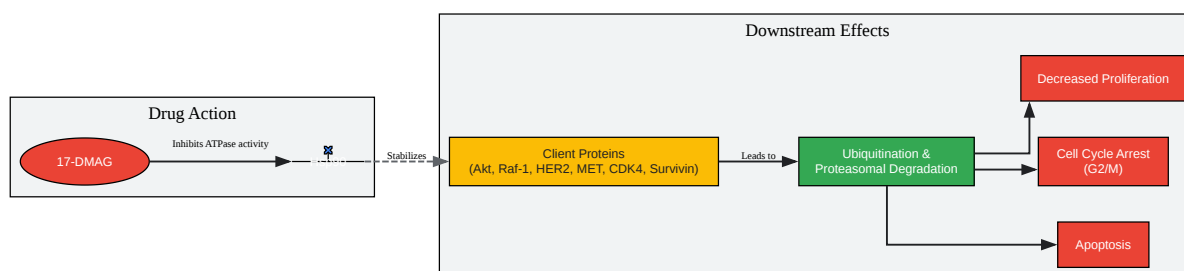 Downstream Effects
Decreased Proliferation
Drug Action
Inhibits ATPase activity
17-DMAG
Stabilizes
Client Proteins
(Akt, Raf-1, HER2, MET, CDK4, Survivin)
Leads to
Ubiquitination &
Proteasomal Degradation
Cell Cycle Arrest
(G2/M)
Apoptosis